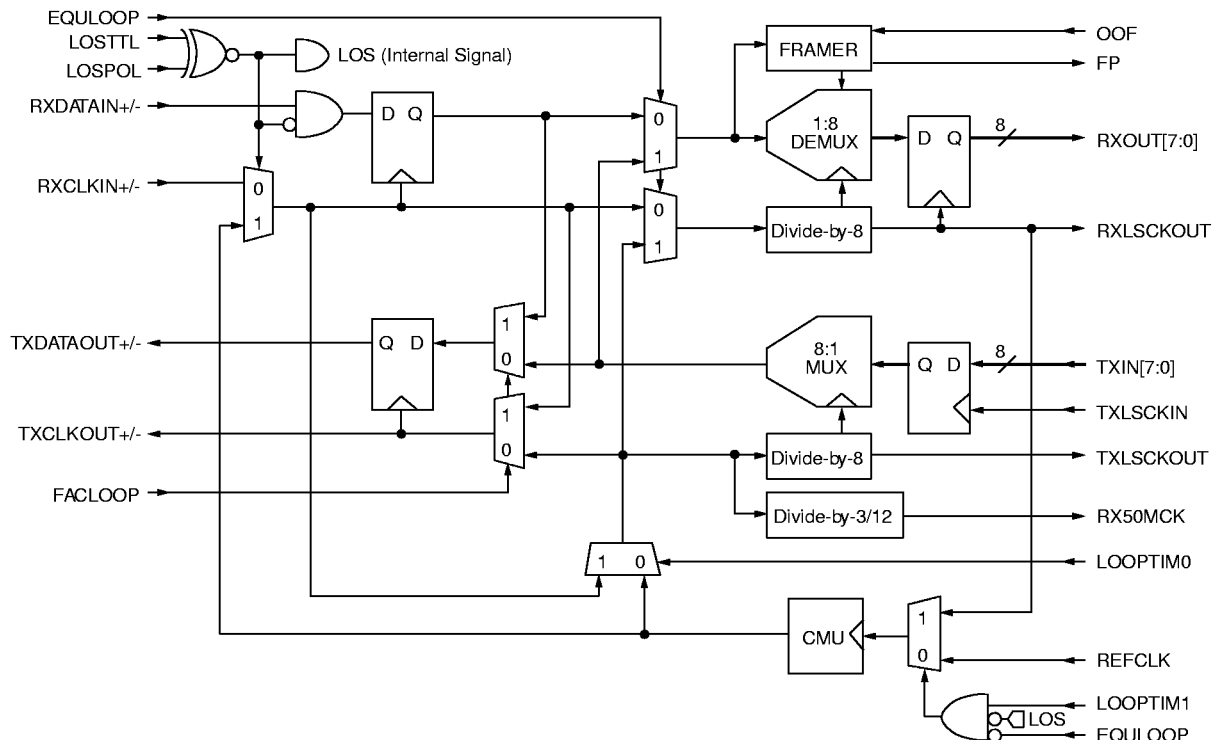 EQULOOP
LOSTTL
LOSPOL
LOS (Internal Signal)
RXDATAIN+/-
RXCLKIN+/-
D Q
0
1
0
1
0
1
FRAMER
OOF
FP
1:8
DEMUX
D Q
8
RXOUT[7:0]
Divide-by-8
RXLSCKOUT
TXDATAOUT+/-
Q D
1
0
8:1
MUX
Q D
8
TXIN[7:0]
TXLSCKIN
TXCLKOUT+/-
1
0
Divide-by-8
TXLSCKOUT
FACLOOP
Divide-by-3/12
RX50MCK
1 0
LOOPTIM0
CMU
1
0
REFCLK
LOOPTIM1
LOS
EQULOOP